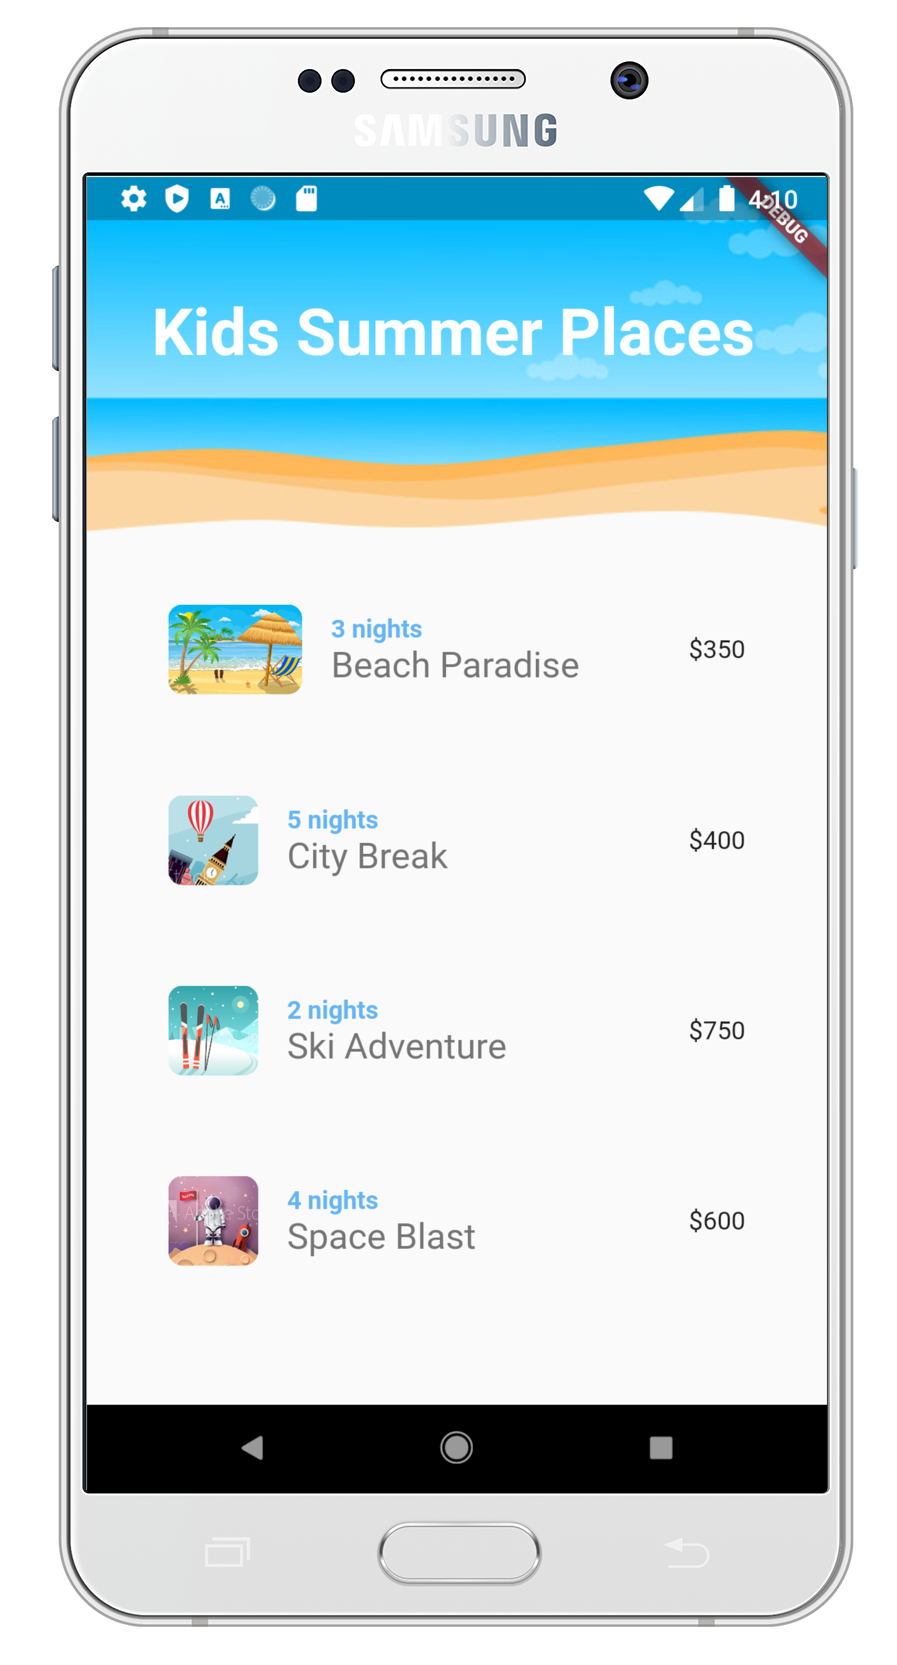 SAMSUNG
4:10
DEBUG
Kids Summer Places
3 nights
Beach Paradise
$350
5 nights
City Break
$400
2 nights
Ski Adventure
$750
4 nights
Space Blast
$600